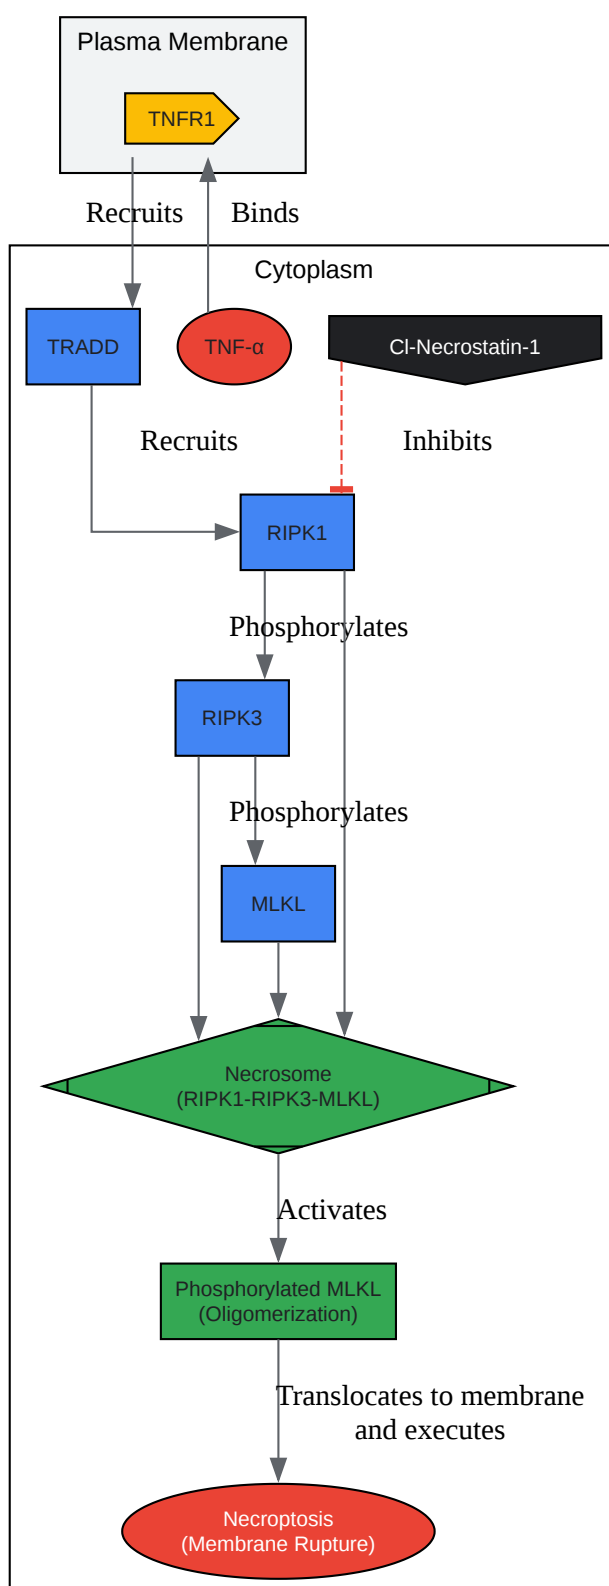 Plasma Membrane
TNFR1
Recruits
Binds
Cytoplasm
TRADD
TNF-α
Cl-Necrostatin-1
Recruits
Inhibits
RIPK1
Phosphorylates
RIPK3
Phosphorylates
MLKL
Necrosome
(RIPK1-RIPK3-MLKL)
Activates
Phosphorylated MLKL
(Oligomerization)
Translocates to membrane
and executes
Necroptosis
(Membrane Rupture)